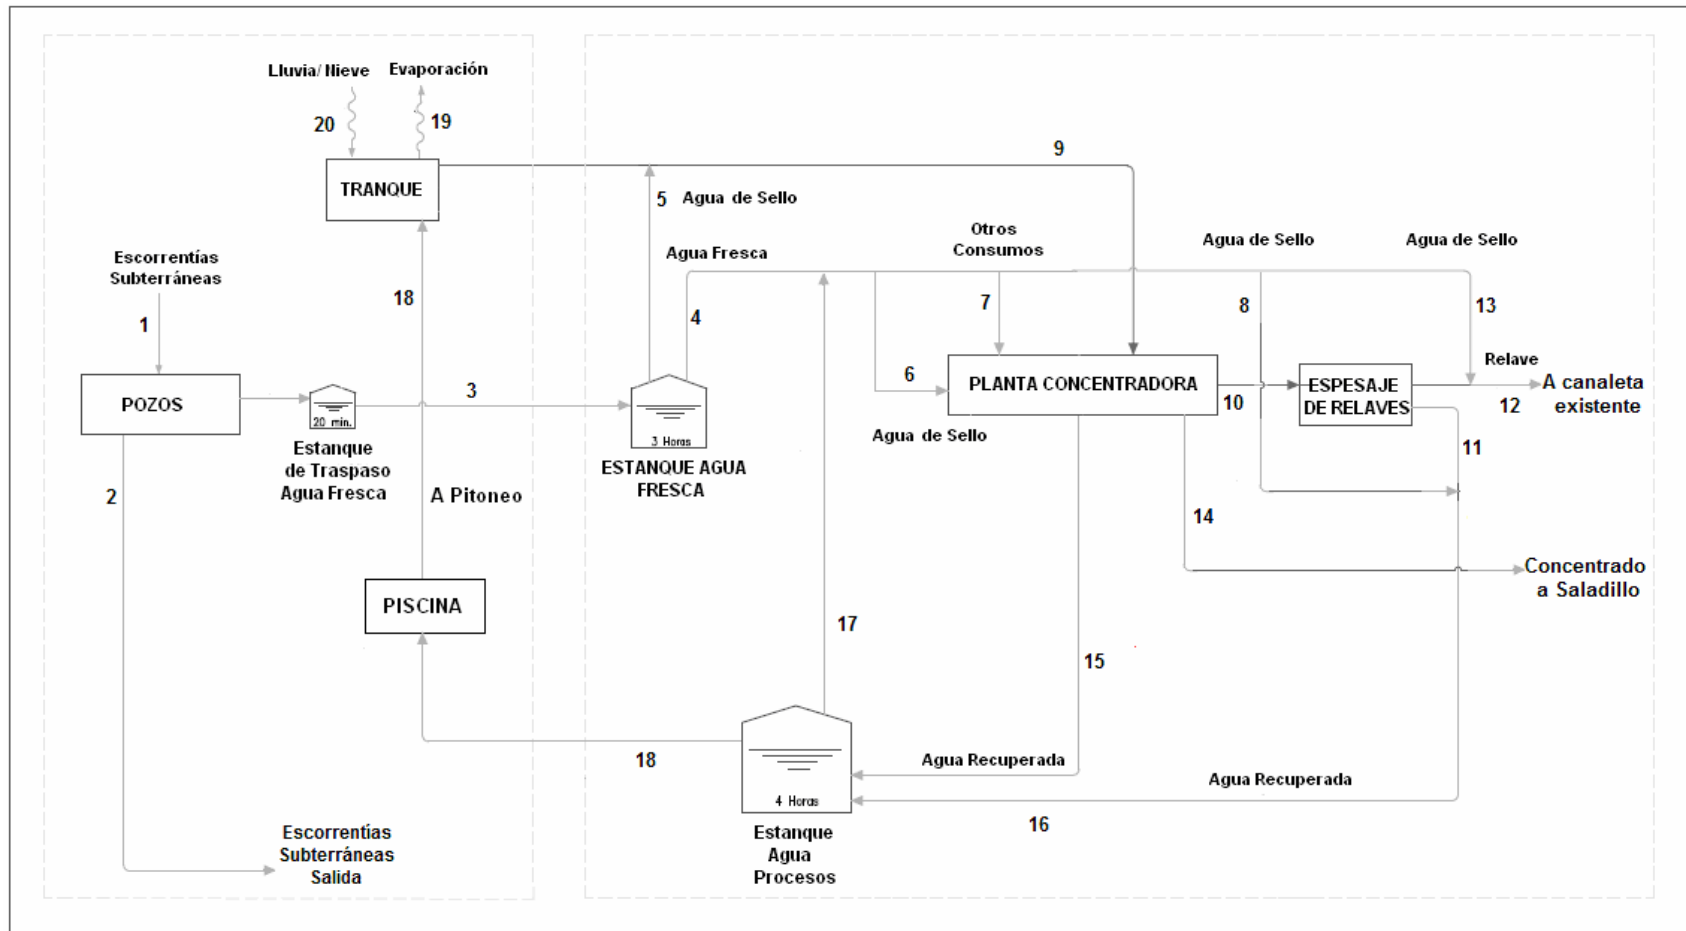 Lluvia/ Nieve
Evaporación
20
19
9
TRANQUE
5
Agua de Sello
Otros
Consumos
Agua de Sello
Agua de Sello
Agua Fresca
Escorrentías
Subterráneas
18
1
4
7
8
13
Relave
3
6
PLANTA CONCENTRADORA
10
ESPESAJE
DE RELAVES
A canaleta
existente
12
POZOS
20 min.
3 Horas
Agua de Sello
11
Estanque
de Traspaso
Agua Fresca
ESTANQUE AGUA
FRESCA
2
A Pitoneo
14
Concentrado
a Saladillo
PISCINA
17
15
18
Agua Recuperada
Agua Recuperada
4 Horas
16
Estanque
Agua
Procesos
Escorrentías
Subterráneas
Salida